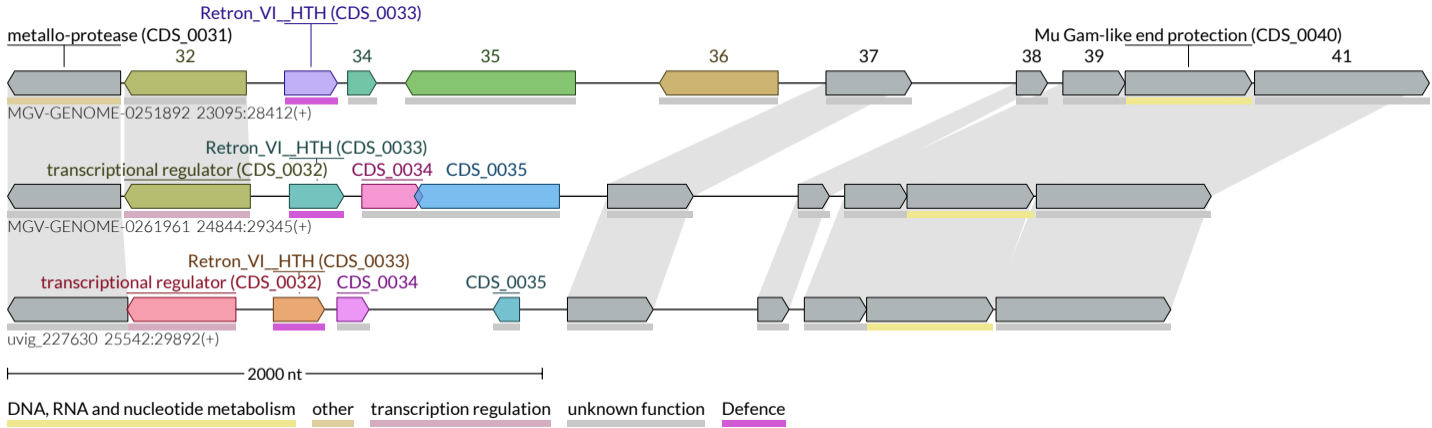 Retron_VI__HTH (CDS_0033)
metallo-protease (CDS_0031) Mu Gam-like end protection (CDS_0040)
32 34 35 36 37 38 39 41
MGV-GENOME-0251892 23095:28412(+)
Retron_VI__HTH (CDS_0033)
transcriptional regulator (CDS_0032) CDS_0034 CDS_0035
MGV-GENOME-0261961 24844:29345(+)
Retron_VI__HTH (CDS_0033)
transcriptional regulator (CDS_0032) CDS_0034 CDS_0035
uvig_227630 25542:29892(+)
2000 nt
DNA, RNA and nucleotide metabolism other transcription regulation unknown function Defence